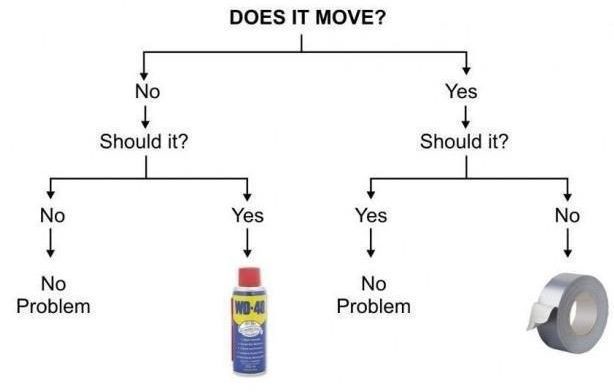 DOES IT MOVE?
No
Yes
Should it?
Should it?
No
Yes
Yes
No
No
Problem
WD-40
No
Problem